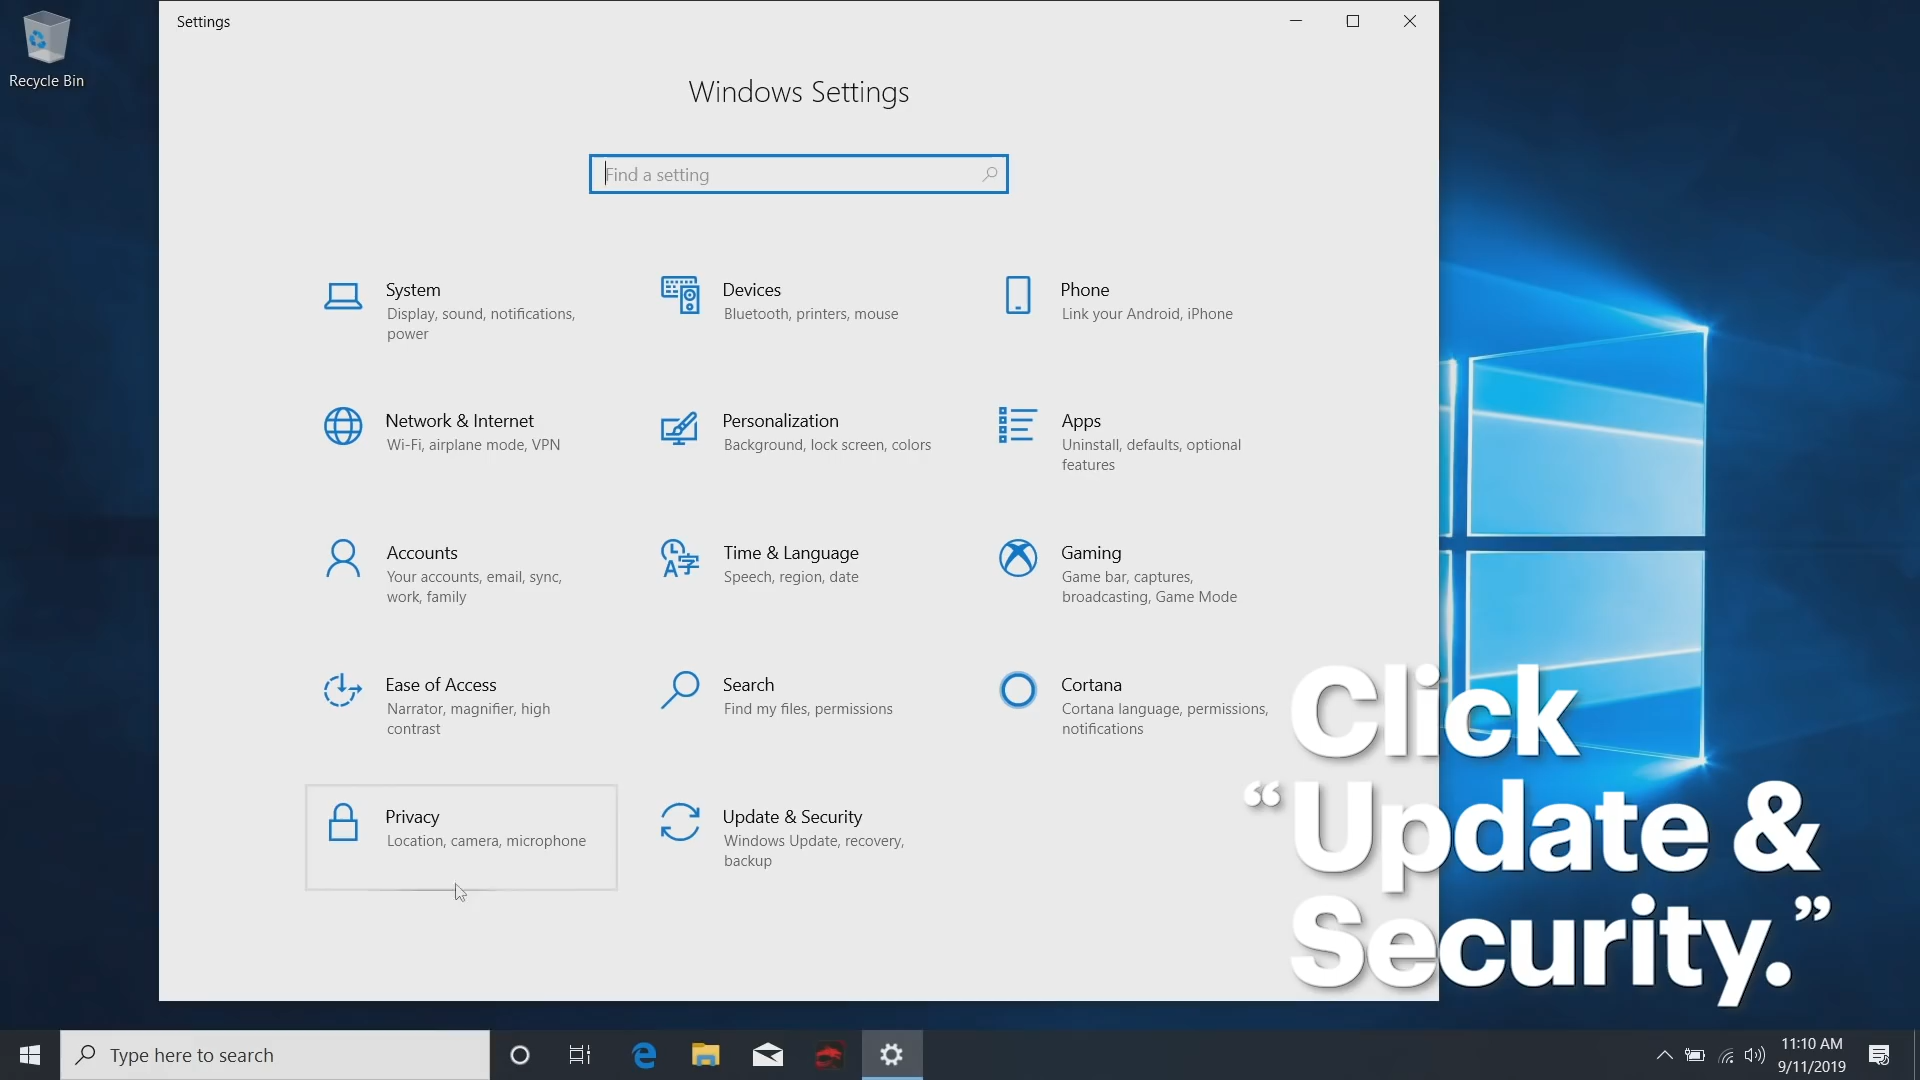 Recycle Bin
Settings
Windows Settings
Find a setting
System
Display, sound, notifications,
power
Devices
Bluetooth, printers, mouse
Phone
Link your Android, iPhone
Network & Internet
Wi-Fi, airplane mode, VPN
Personalization
Background, lock screen, colors
Apps
Uninstall, defaults, optional
features
Accounts
Your accounts, email, sync,
work, family
Time & Language
Speech, region, date
Gaming
Game bar, captures,
broadcasting, Game Mode
Ease of Access
Narrator, magnifier, high
contrast
Search
Find my files, permissions
Cortana
Cortana language, permissions,
notifications
Privacy
Location, camera, microphone
Update & Security
Windows Update, recovery,
backup
Click
“Update &
Security.”
Type here to search
11:10 AM
9/11/2019